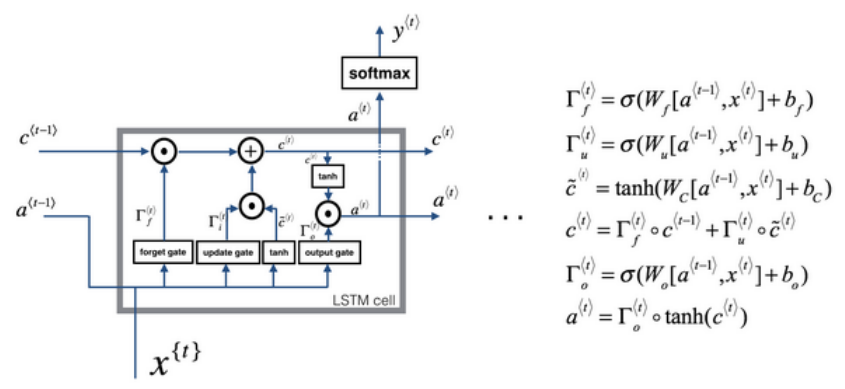 y⟨t⟩
softmax
a⟨t⟩
c⟨t-1⟩
c⟨t⟩
c⟨t⟩
c⟨t⟩
tanh
a⟨t-1⟩
a⟨t⟩
a⟨t⟩
Γf⟨t⟩ Γi⟨t⟩ c̃⟨t⟩ Γo⟨t⟩
forget gate update gate tanh output gate
LSTM cell
x{t}
...
Γf⟨t⟩ = σ(Wf[a⟨t-1⟩,x⟨t⟩]+bf)
Γu⟨t⟩ = σ(Wu[a⟨t-1⟩,x⟨t⟩]+bu)
c̃⟨t⟩ = tanh(WC[a⟨t-1⟩,x⟨t⟩]+bC)
c⟨t⟩ = Γf⟨t⟩∘c⟨t-1⟩+Γu⟨t⟩∘c̃⟨t⟩
Γo⟨t⟩ = σ(Wo[a⟨t-1⟩,x⟨t⟩]+bo)
a⟨t⟩ = Γo⟨t⟩∘tanh(c⟨t⟩)